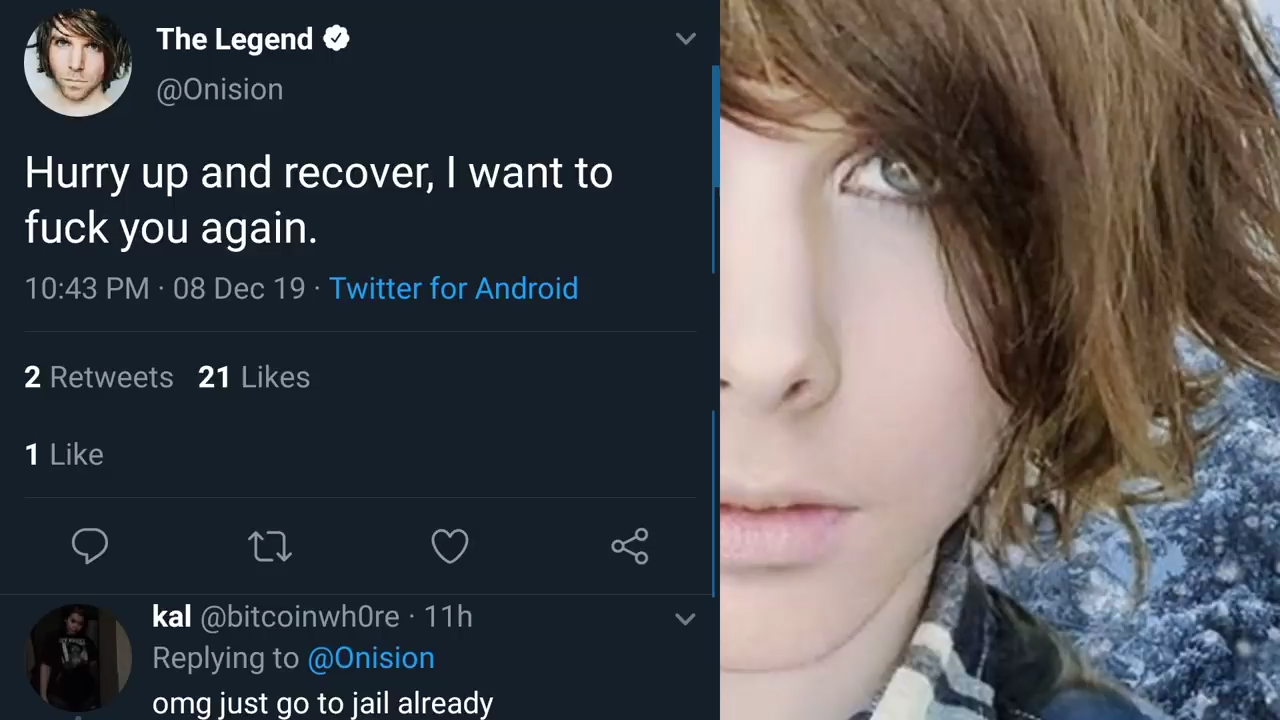 The Legend
@Onision
Hurry up and recover, I want to
fuck you again.
10:43 PM · 08 Dec 19 · Twitter for Android
2 Retweets 21 Likes
1 Like
kal @bitcoinwh0re · 11h
Replying to @Onision
omg just go to jail already